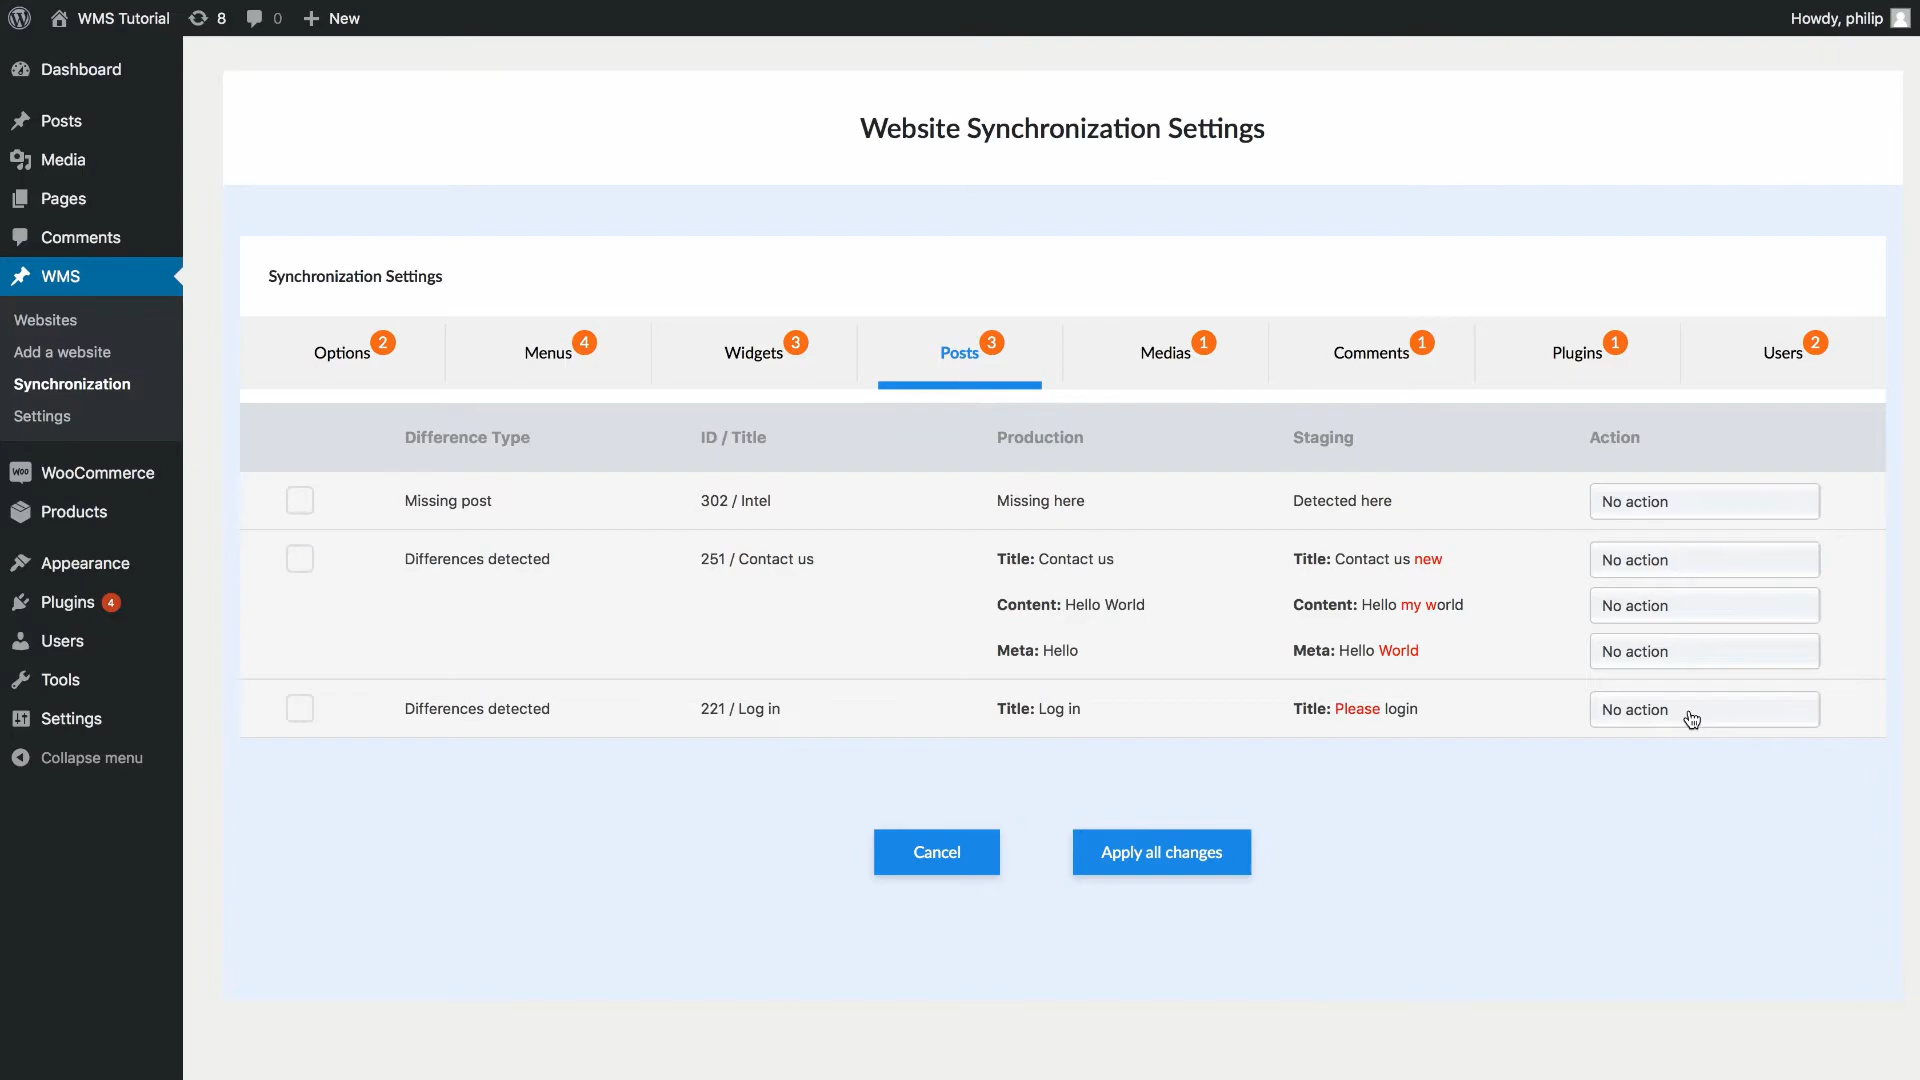 WMS Tutorial 8 0 New Howdy, philip
Dashboard
Posts
Media
Pages
Comments
WMS
Websites
Add a website
Synchronization
Settings
WooCommerce
Products
Appearance
Plugins 4
Users
Tools
Settings
Collapse menu
Website Synchronization Settings
Synchronization Settings
Options 2 Menus 4 Widgets 3 Posts 3 Medias 1 Comments 1 Plugins 1 Users 2
Difference Type ID / Title Production Staging Action
Missing post 302 / Intel Missing here Detected here No action
Differences detected 251 / Contact us Title: Contact us Title: Contact us new No action
Content: Hello World Content: Hello my world No action
Meta: Hello Meta: Hello World No action
Differences detected 221 / Log in Title: Log in Title: Please login No action
Cancel Apply all changes